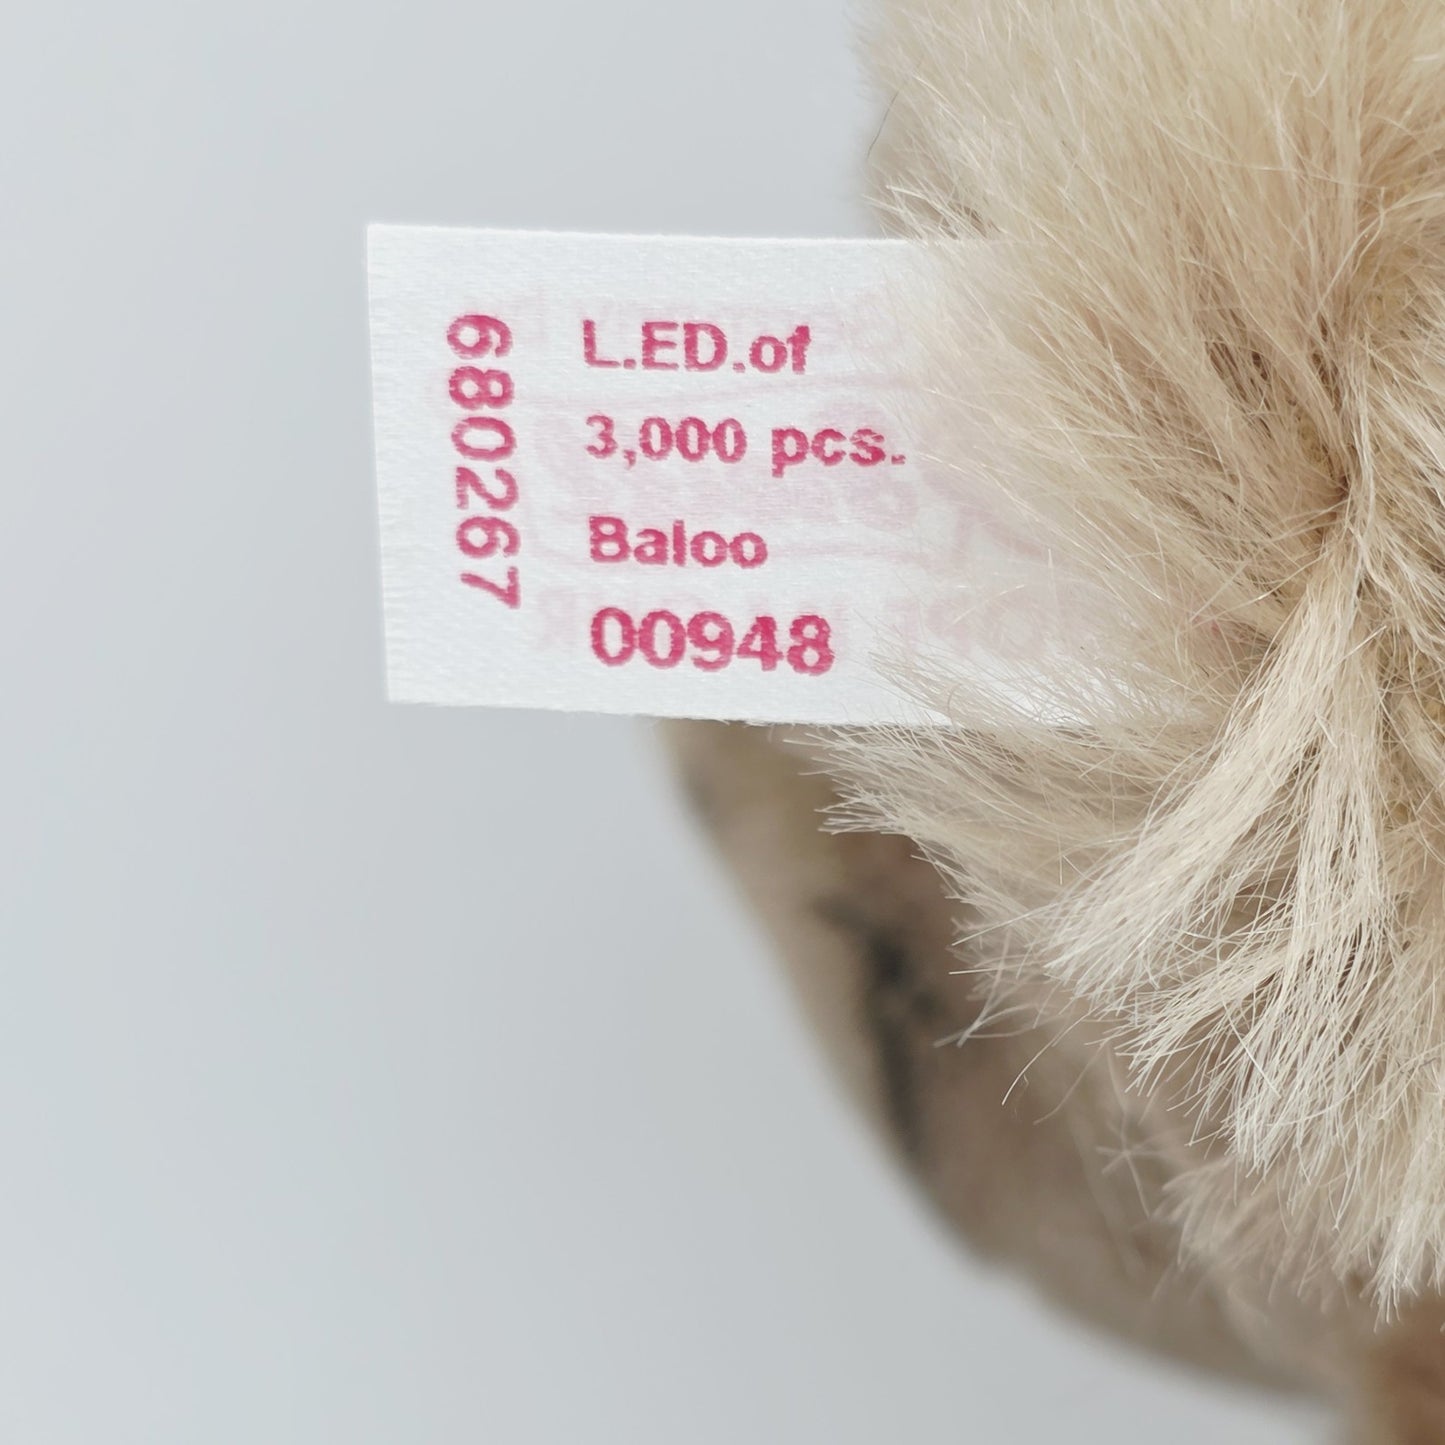 680267
L.ED.of
3,000 pcs.
Baloo
00948